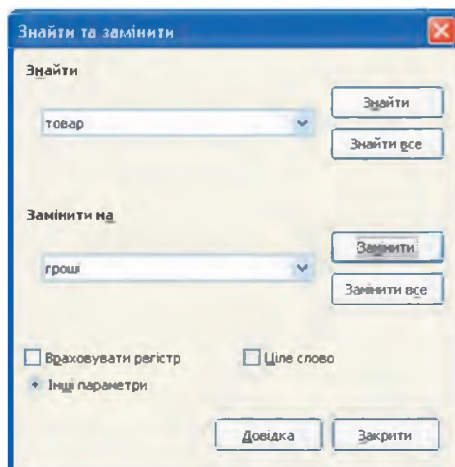 Знайти та замінити
Знайти
товар
Знайти
Знайти все
Замінити на
гроші
Замінити
Замінити все
Враховувати регістр
Ціле слово
Інші параметри
Довідка
Закрити